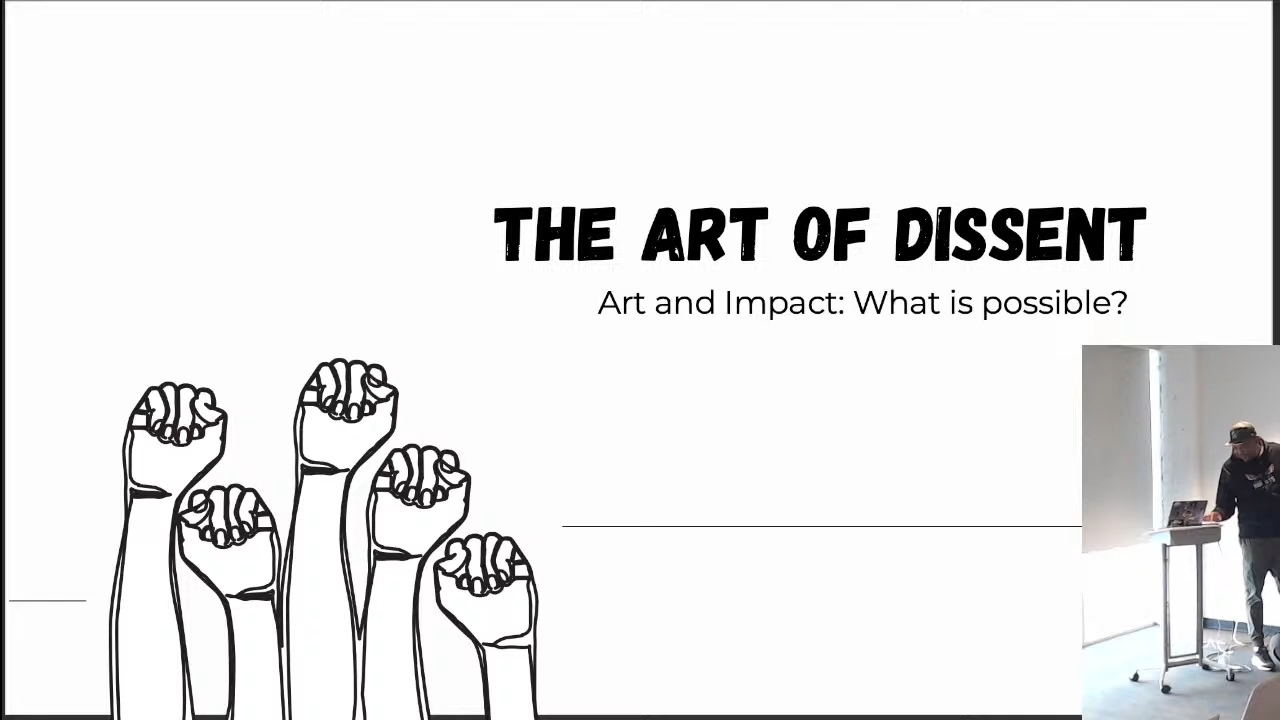 THE ART OF DISSENT
Art and Impact: What is possible?